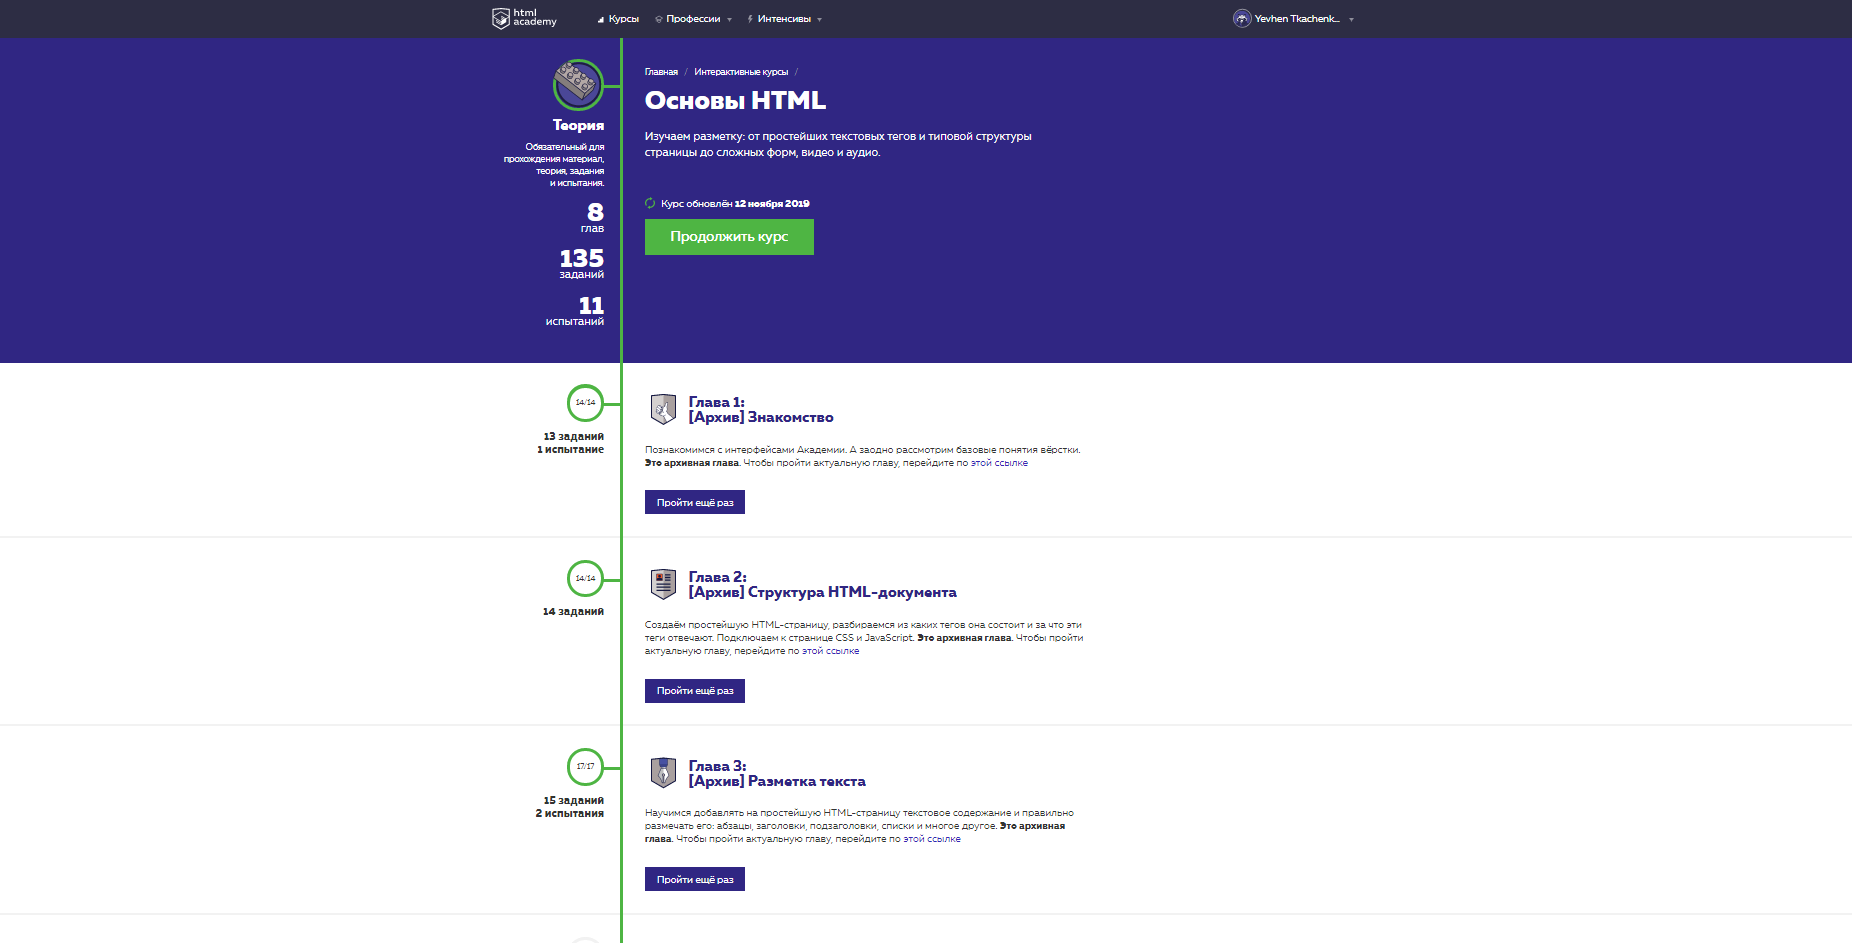 html
academy
Курсы
Профессии
Интенсивы
Yevhen Tkachenk...
Теория
Обязательный для
прохождения материал,
теория, задания
и испытания.
8
глав
135
заданий
11
испытаний
Главная / Интерактивные курсы /
Основы HTML
Изучаем разметку: от простейших текстовых тегов и типовой структуры
страницы до сложных форм, видео и аудио.
Курс обновлён 12 ноября 2019
Продолжить курс
14/14
13 заданий
1 испытание
Глава 1:
[Архив] Знакомство
Познакомимся с интерфейсами Академии. А заодно рассмотрим базовые понятия вёрстки.
Это архивная глава. Чтобы пройти актуальную главу, перейдите по этой ссылке
Пройти ещё раз
14/14
14 заданий
Глава 2:
[Архив] Структура HTML-документа
Создаём простейшую HTML-страницу, разбираемся из каких тегов она состоит и за что эти
теги отвечают. Подключаем к странице CSS и JavaScript. Это архивная глава. Чтобы пройти
актуальную главу, перейдите по этой ссылке
Пройти ещё раз
17/17
15 заданий
2 испытания
Глава 3:
[Архив] Разметка текста
Научимся добавлять на простейшую HTML-страницу текстовое содержание и правильно
размечать его: абзацы, заголовки, подзаголовки, списки и многое другое. Это архивная
глава. Чтобы пройти актуальную главу, перейдите по этой ссылке
Пройти ещё раз